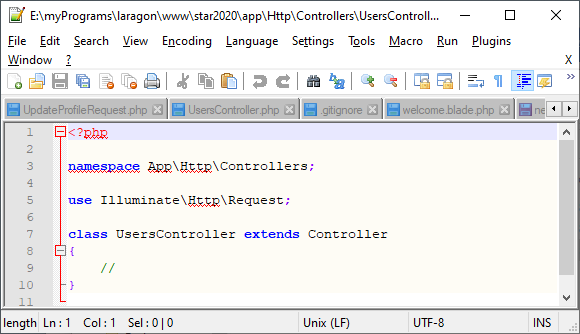 E:\myPrograms\laragon\www\star2020\app\Http\Controllers\UsersControll...
File Edit Search View Encoding Language Settings Tools Macro Run Plugins
Window ? X
UpdateProfileRequest.php UsersController.php .gitignore welcome.blade.php ne
1 <?php
2
3 namespace App\Http\Controllers;
4
5 use Illuminate\Http\Request;
6
7 class UsersController extends Controller
8 {
9 //
10 }
11
length Ln : 1 Col : 1 Sel : 0 | 0 Unix (LF) UTF-8 INS